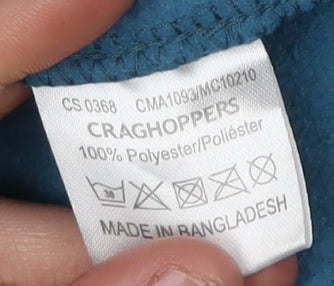 CS 0368 CMA1093/MC10210
CRAGHOPPERS
100% Polyester/Poliéster
30
MADE IN BANGLADESH